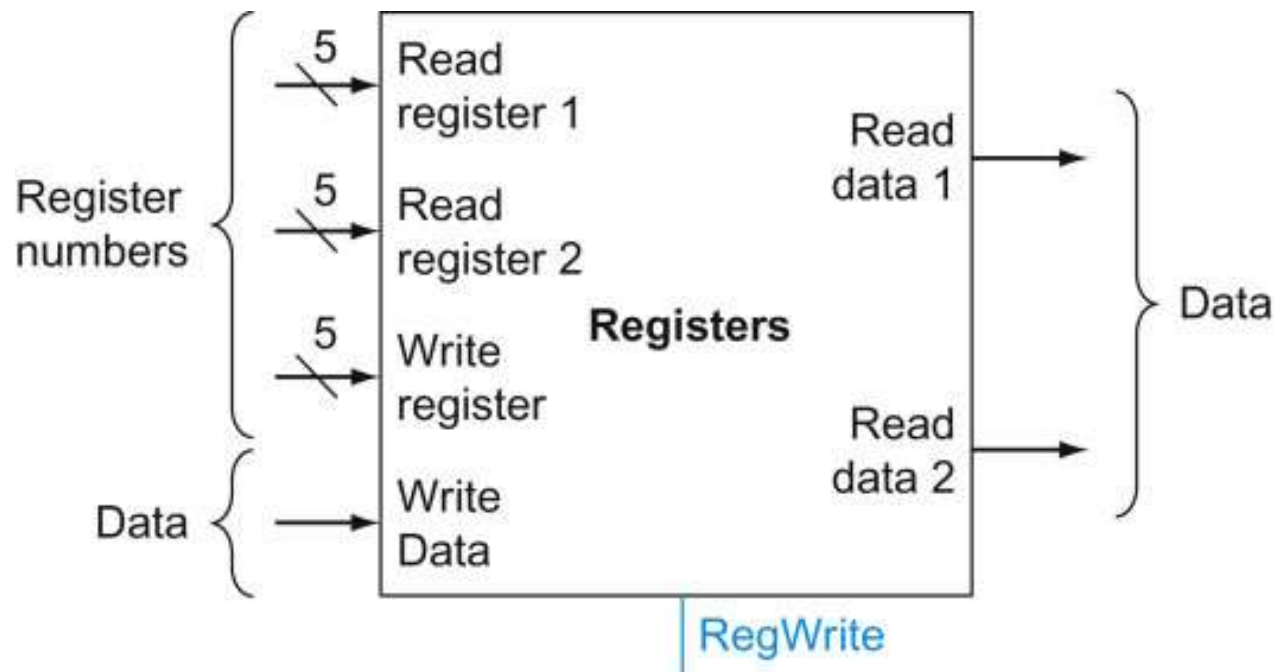 Register
numbers
Data
5
Read
register 1
5
Read
register 2
5
Write
register
Write
Data
Registers
Read
data 1
Read
data 2
Data
RegWrite